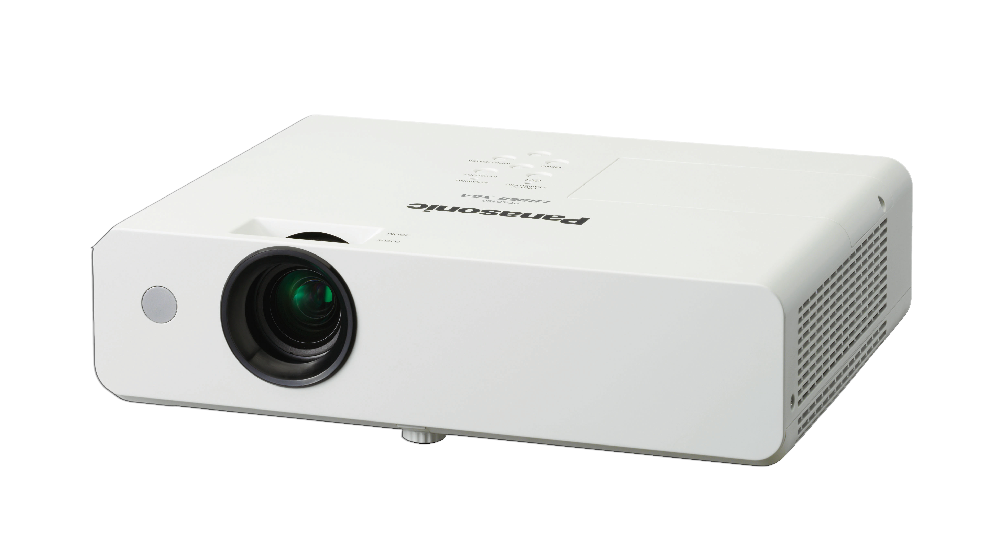 Panasonic
PT-LB360
LB360 XGA
ON(G)/
STANDBY(R)
WARNING
⏻/I
KEYSTONE
MENU
INPUT/ENTER
FOCUS
ZOOM